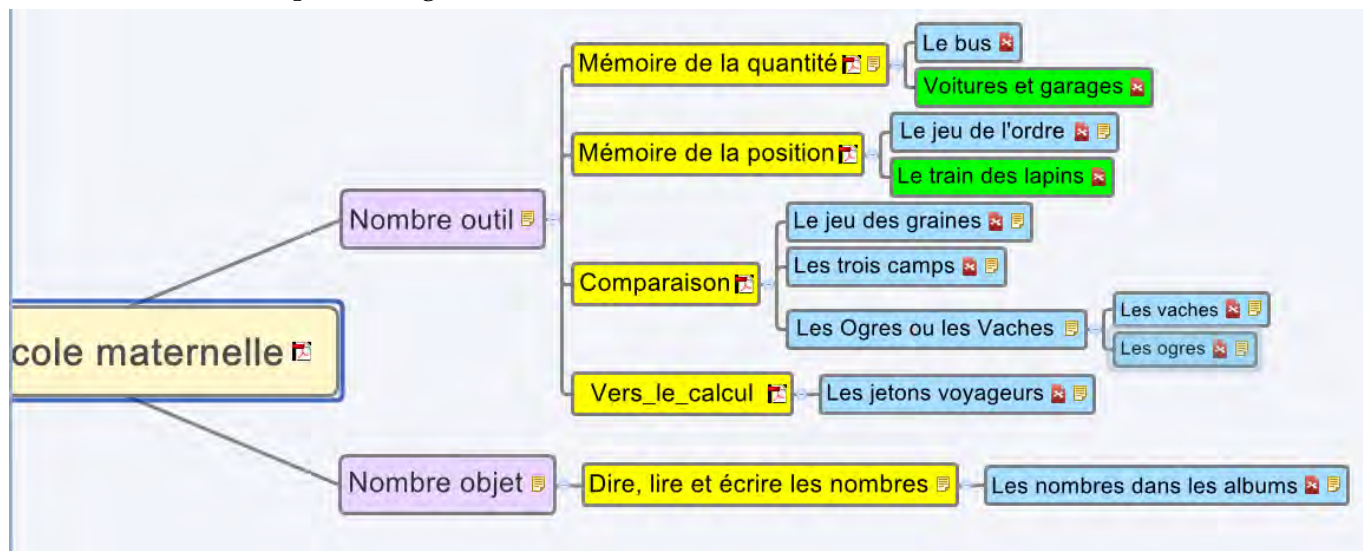 Le bus
Mémoire de la quantité
Voitures et garages
Le jeu de l'ordre
Mémoire de la position
Le train des lapins
Nombre outil
Le jeu des graines
Les trois camps
Comparaison
Les Ogres ou les Vaches
Les vaches
Les ogres
cole maternelle
Vers_le_calcul
Les jetons voyageurs
Nombre objet
Dire, lire et écrire les nombres
Les nombres dans les albums